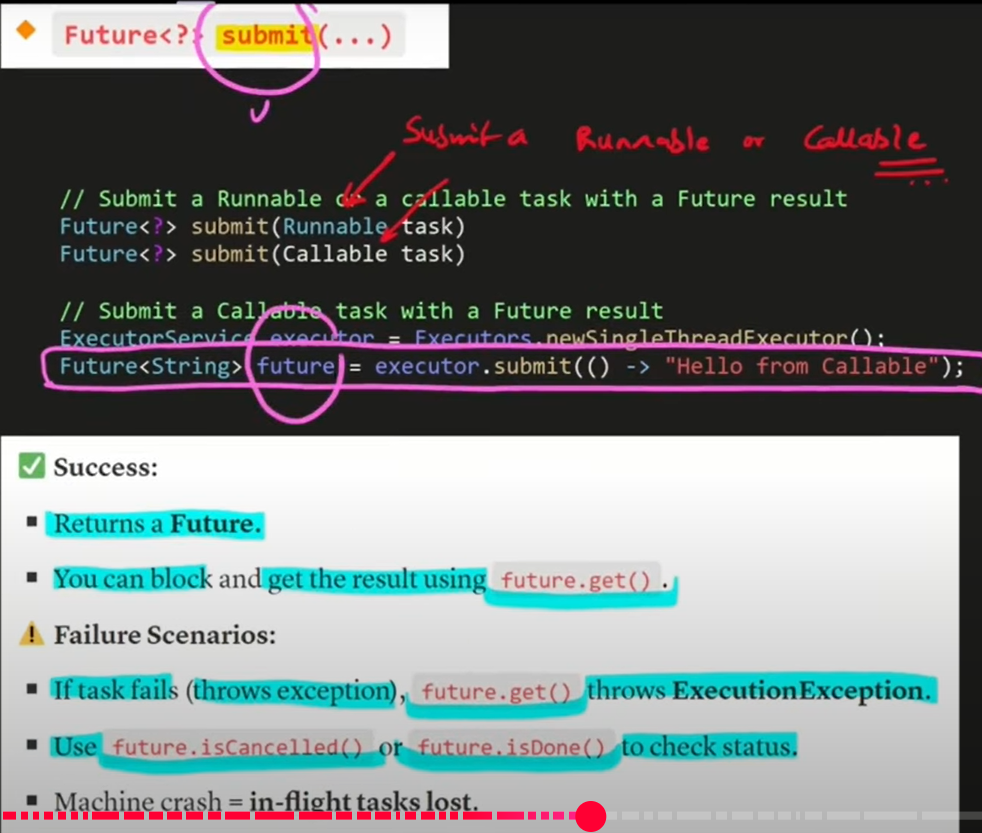 Future<?> submit(...)
Submit a Runnable or Callable
// Submit a Runnable or a callable task with a Future result
Future<?> submit(Runnable task)
Future<?> submit(Callable task)
// Submit a Callable task with a Future result
ExecutorService executor = Executors.newSingleThreadExecutor();
Future<String> future = executor.submit(() -> "Hello from Callable");
✅ Success:
▪ Returns a Future.
▪ You can block and get the result using future.get() .
⚠️ Failure Scenarios:
▪ If task fails (throws exception), future.get() throws ExecutionException.
▪ Use future.isCancelled() or future.isDone() to check status.
▪ Machine crash = in-flight tasks lost.